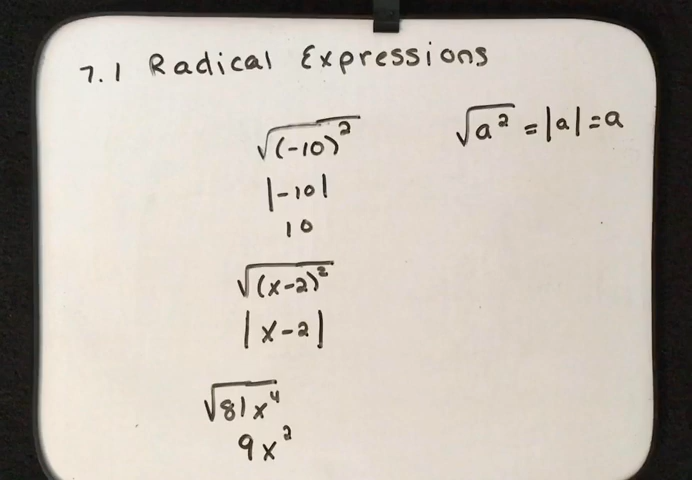 7.1 Radical Expressions
√(-10)²
|-10|
10
√(x-2)²
|x-2|
√81x⁴
9x²
√a² = |a| = a